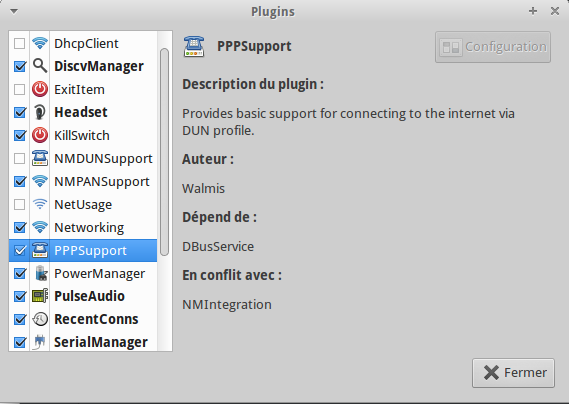 Plugins
DhcpClient
DiscvManager
ExitItem
Headset
KillSwitch
NMDUNSupport
NMPANSupport
NetUsage
Networking
PPPSupport
PowerManager
PulseAudio
RecentConns
SerialManager
PPPSupport
Configuration
Description du plugin :
Provides basic support for connecting to the internet via
DUN profile.
Auteur :
Walmis
Dépend de :
DBusService
En conflit avec :
NMIntegration
Fermer